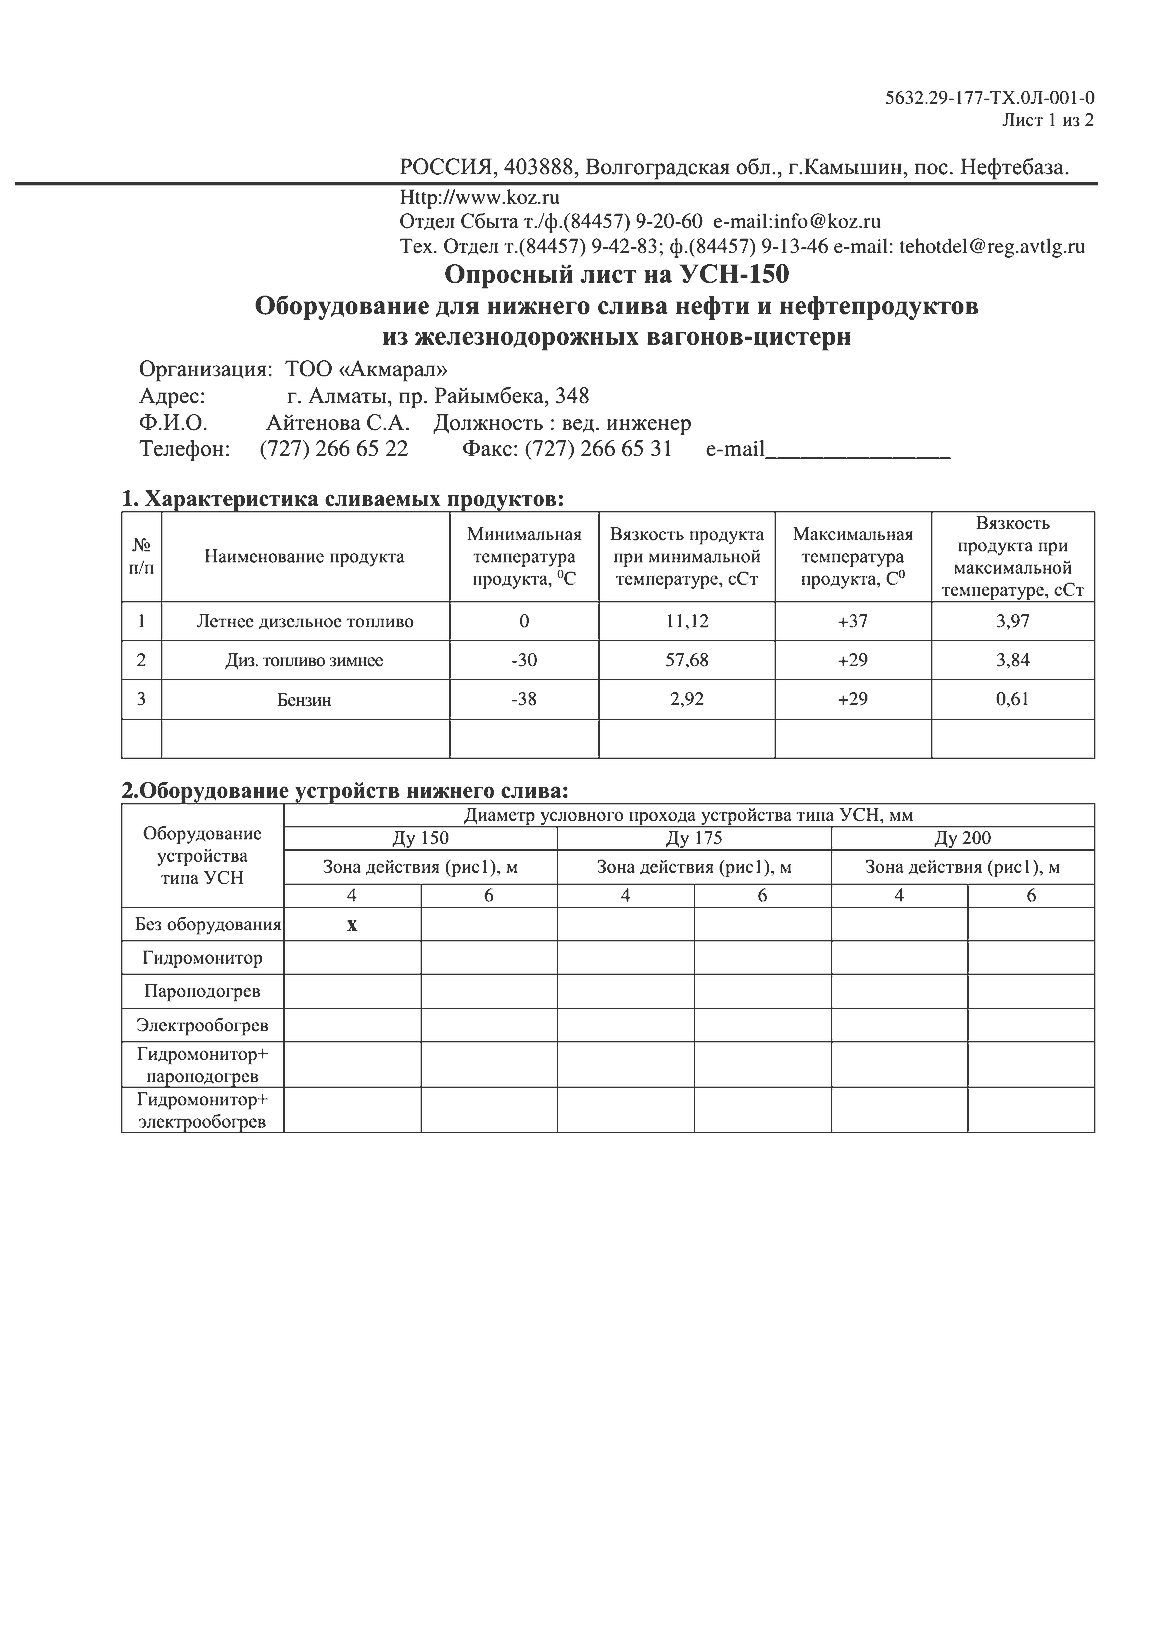 5632.29-177-ТХ.0Л-001-0
Лист 1 из 2
РОССИЯ, 403888, Волгоградская обл., г.Камышин, пос. Нефтебаза.
Http://www.koz.ru
Отдел Сбыта т./ф.(84457) 9-20-60 e-mail:info@koz.ru
Тех. Отдел т.(84457) 9-42-83; ф.(84457) 9-13-46 e-mail: tehotdel@reg.avtlg.ru
Опросный лист на УСН-150
Оборудование для нижнего слива нефти и нефтепродуктов
из железнодорожных вагонов-цистерн
Организация: ТОО «Акмарал»
Адрес: г. Алматы, пр. Райымбека, 348
Ф.И.О. Айтенова С.А. Должность : вед. инженер
Телефон: (727) 266 65 22 Факс: (727) 266 65 31 e-mail________________
1. Характеристика сливаемых продуктов:
№ п/п Наименование продукта Минимальная температура продукта, ⁰С Вязкость продукта при минимальной температуре, сСт Максимальная температура продукта, С⁰ Вязкость продукта при максимальной температуре, сСт
1 Летнее дизельное топливо 0 11,12 +37 3,97
2 Диз. топливо зимнее -30 57,68 +29 3,84
3 Бензин -38 2,92 +29 0,61
2.Оборудование устройств нижнего слива:
Оборудование устройства типа УСН Диаметр условного прохода устройства типа УСН, мм
Ду 150 Ду 175 Ду 200
Зона действия (рис1), м Зона действия (рис1), м Зона действия (рис1), м
4 6 4 6 4 6
Без оборудования х
Гидромонитор
Пароподогрев
Электрообогрев
Гидромонитор+
пароподогрев
Гидромонитор+
электрообогрев